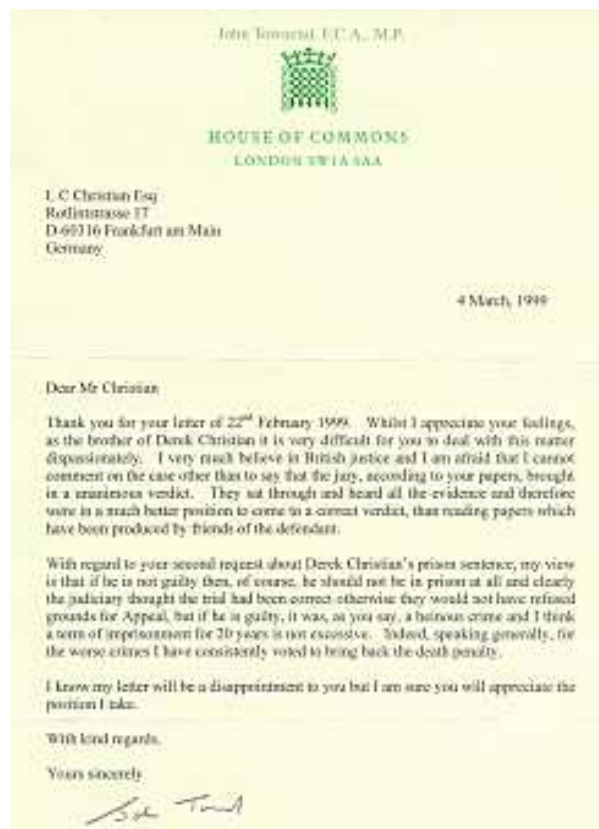 John Townend, F.C.A., M.P.
HOUSE OF COMMONS
LONDON SW1A 0AA
L C Christian Esq
Rotlintstrasse 17
D-60316 Frankfurt am Main
Germany
4 March, 1999
Dear Mr Christian
Thank you for your letter of 22nd February 1999. Whilst I appreciate your feelings,
as the brother of Derek Christian it is very difficult for you to deal with this matter
dispassionately. I very much believe in British justice and I am afraid that I cannot
comment on the case other than to say that the jury, according to your papers, brought
in a unanimous verdict. They sat through and heard all the evidence and therefore
were in a much better position to come to a correct verdict, than reading papers which
have been produced by friends of the defendant.
With regard to your second request about Derek Christian's prison sentence, my view
is that if he is not guilty then, of course, he should not be in prison at all and clearly
the judiciary thought the trial had been correct otherwise they would not have refused
grounds for Appeal, but if he is guilty, it was, as you say, a heinous crime and I think
a term of imprisonment for 20 years is not excessive. Indeed, speaking generally, for
the worse crimes I have consistently voted to bring back the death penalty.
I know my letter will be a disappointment to you but I am sure you will appreciate the
position I take.
With kind regards,
Yours sincerely